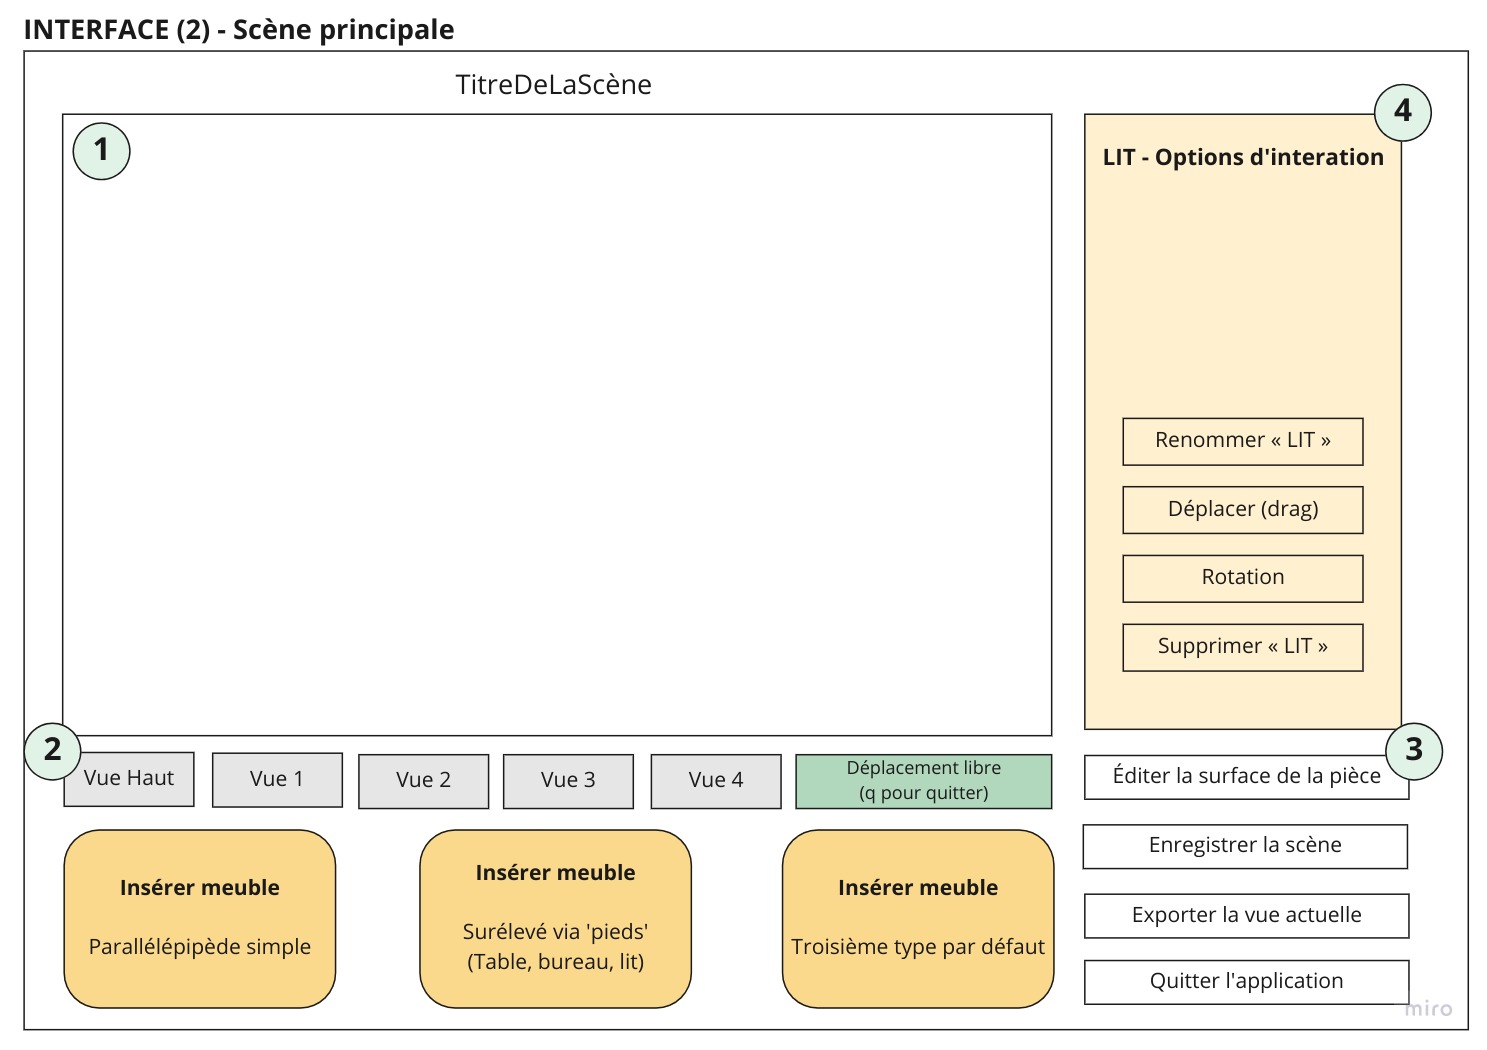 INTERFACE (2) - Scène principale
TitreDeLaScène
1
4
LIT - Options d'interation
Renommer « LIT »
Déplacer (drag)
Rotation
Supprimer « LIT »
2
Vue Haut
Vue 1
Vue 2
Vue 3
Vue 4
Déplacement libre
(q pour quitter)
3
Éditer la surface de la pièce
Enregistrer la scène
Exporter la vue actuelle
Quitter l'application
Insérer meuble
Parallélépipède simple
Insérer meuble
Surélevé via 'pieds'
(Table, bureau, lit)
Insérer meuble
Troisième type par défaut
miro